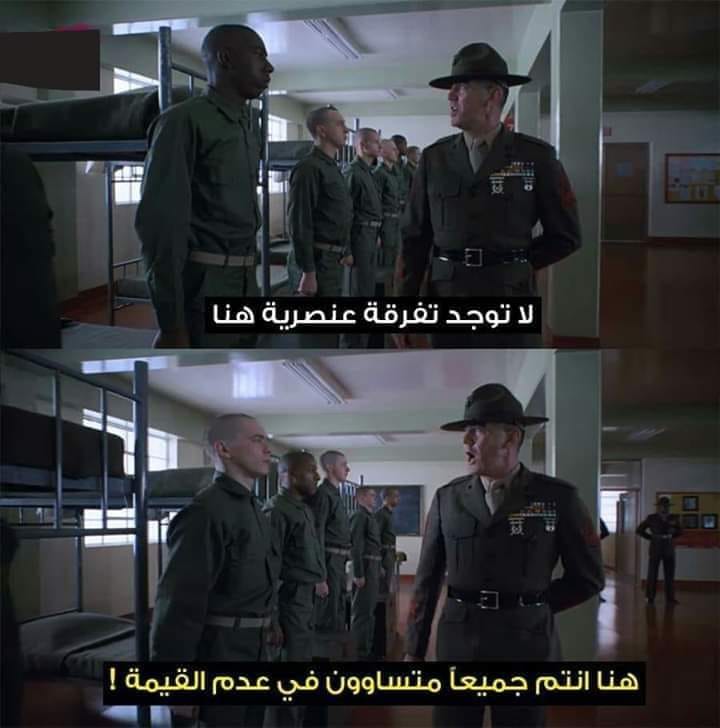 لا توجد تفرقة عنصرية هنا
هنا انتم جميعاً متساوون في عدم القيمة !